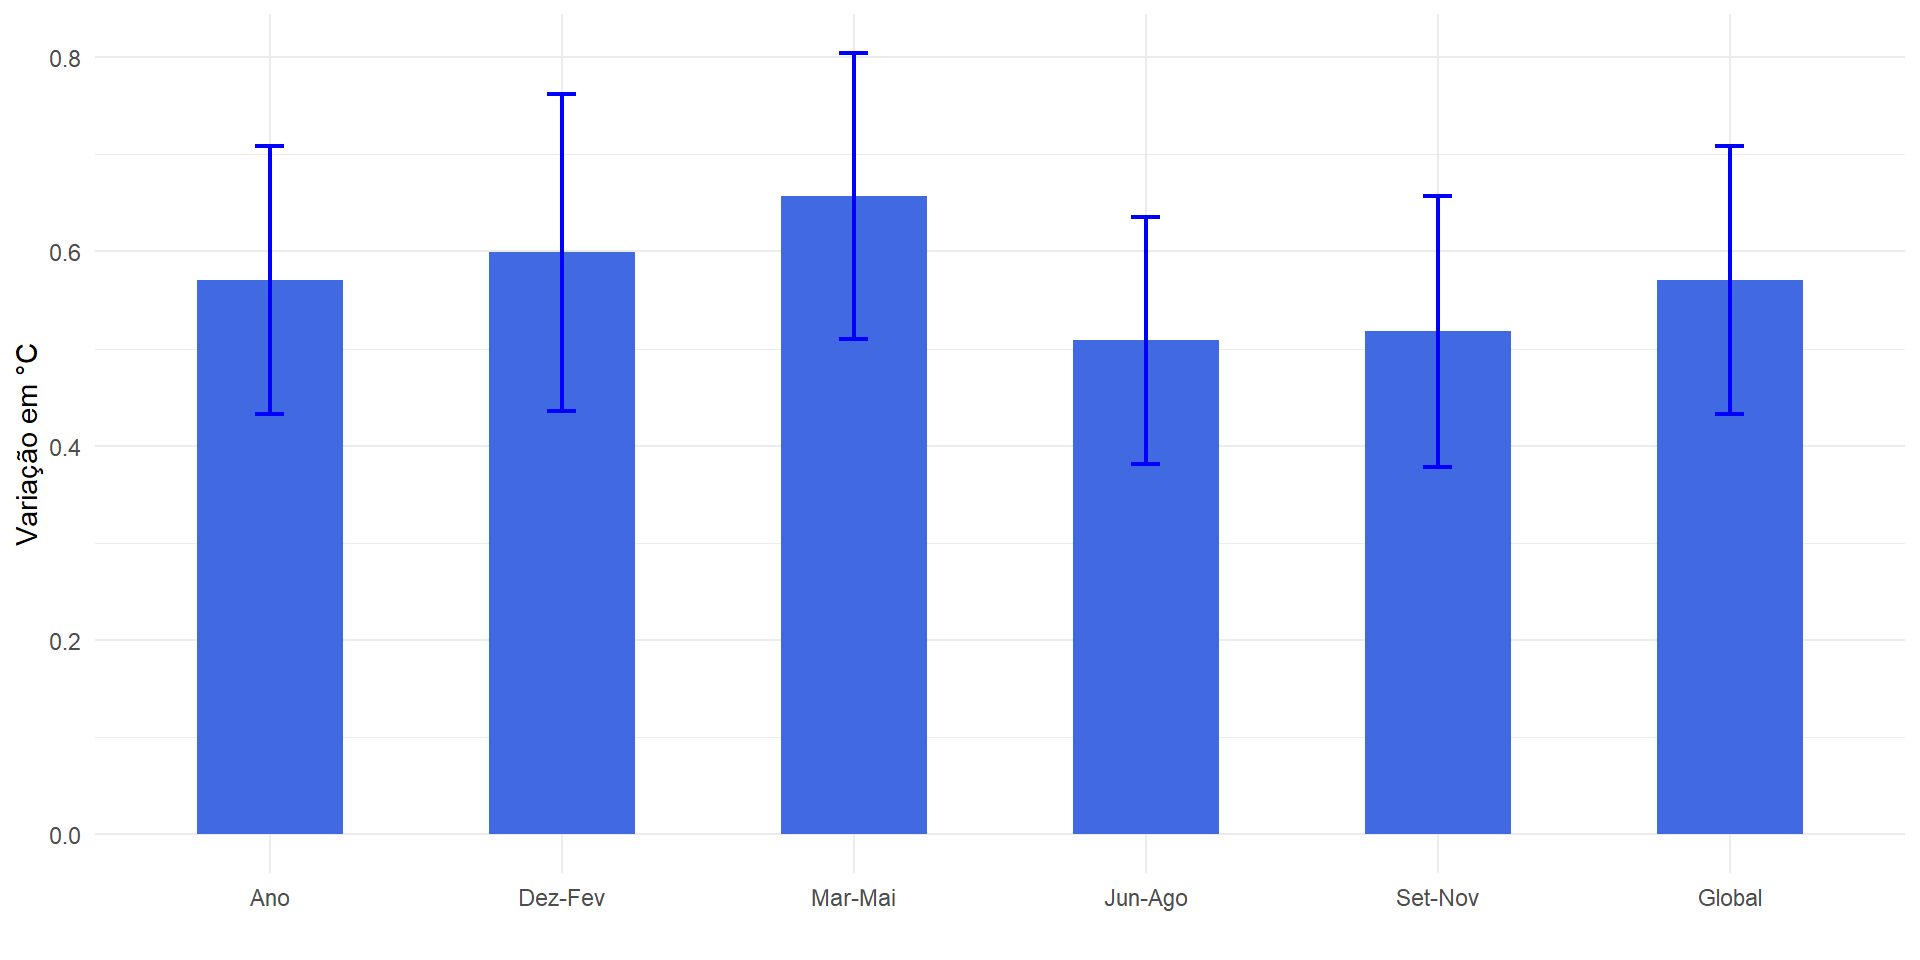 Variação em °C
0.8
0.6
0.4
0.2
0.0
Ano
Dez-Fev
Mar-Mai
Jun-Ago
Set-Nov
Global